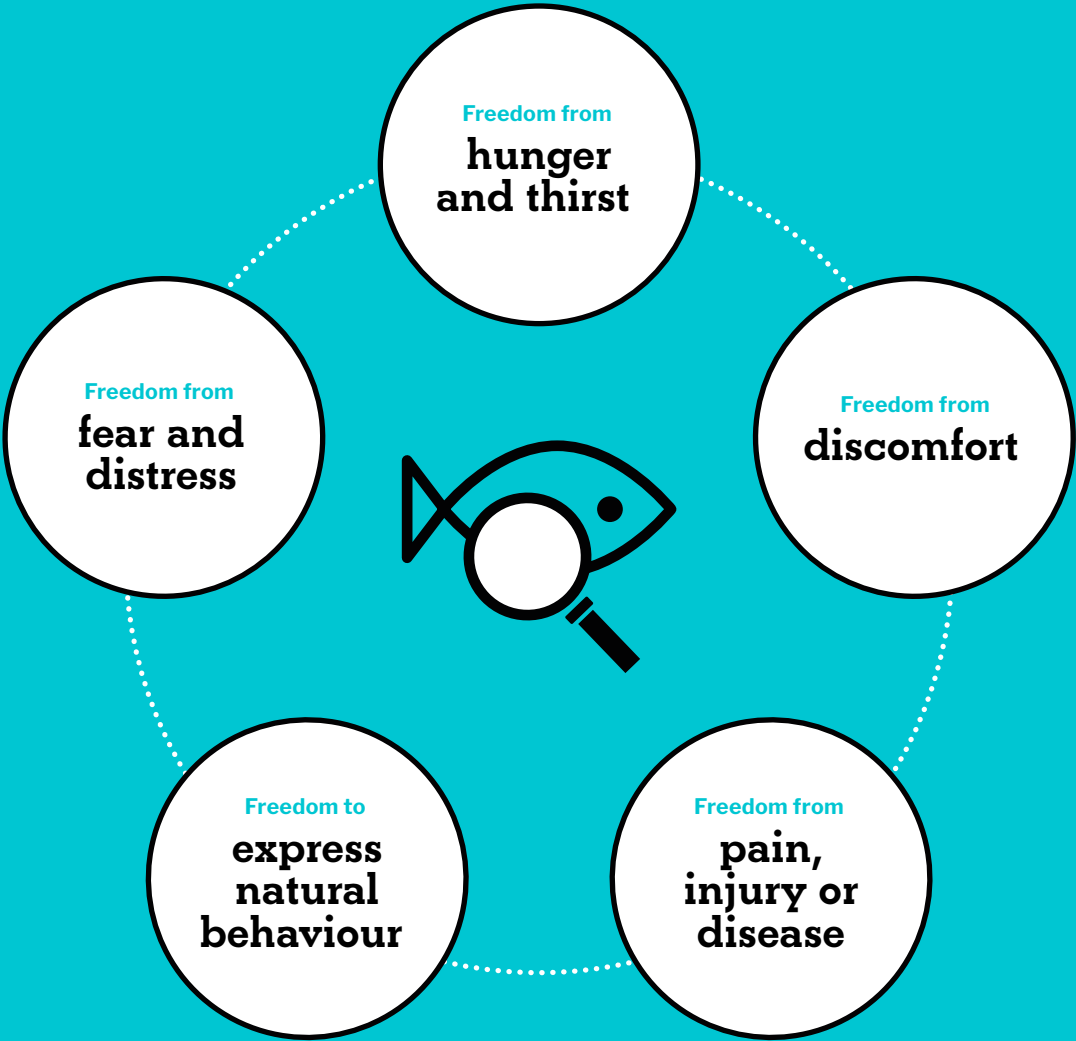 Freedom from
hunger
and thirst
Freedom from
discomfort
Freedom from
pain,
injury or
disease
Freedom to
express
natural
behaviour
Freedom from
fear and
distress